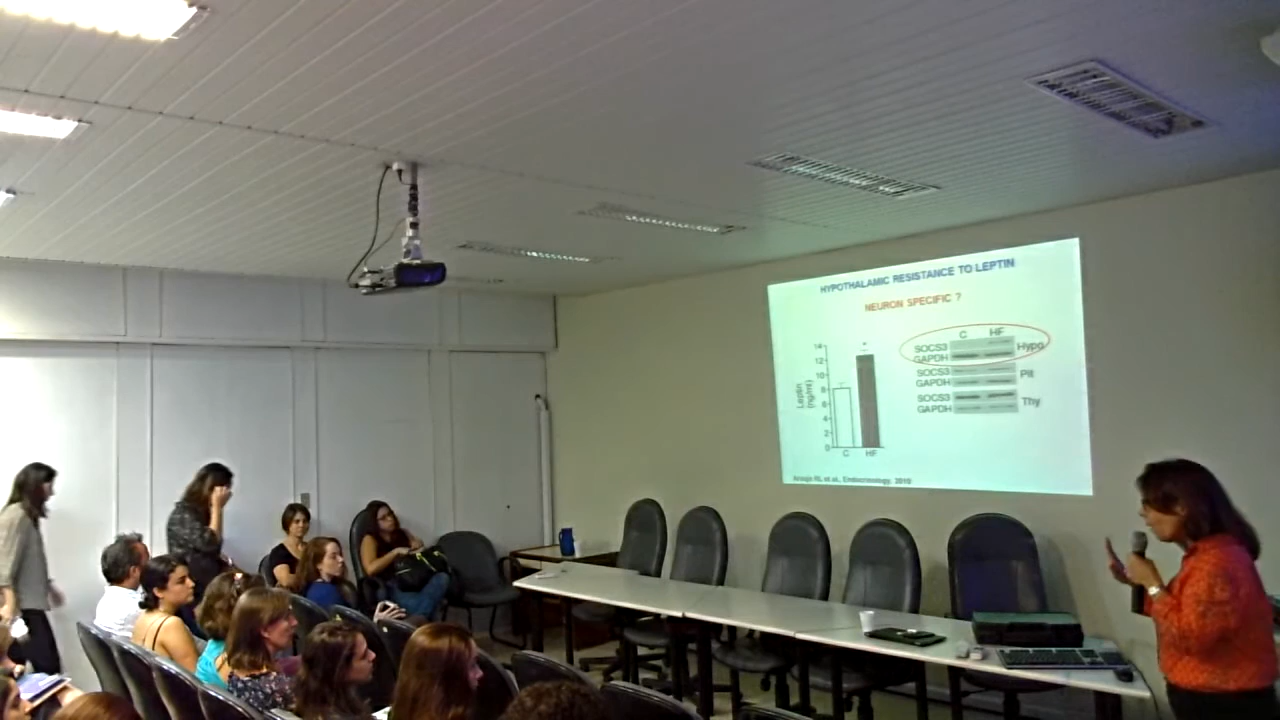 HYPOTHALAMIC RESISTANCE TO LEPTIN
NEURON SPECIFIC ?
C HF
SOCS3 Hypo
GAPDH
SOCS3 Pit
GAPDH
SOCS3 Thy
GAPDH
14
12
10
8
6
4
2
0
Leptin
(ng/ml)
*
C HF
Araujo RL et al., Endocrinology, 2010